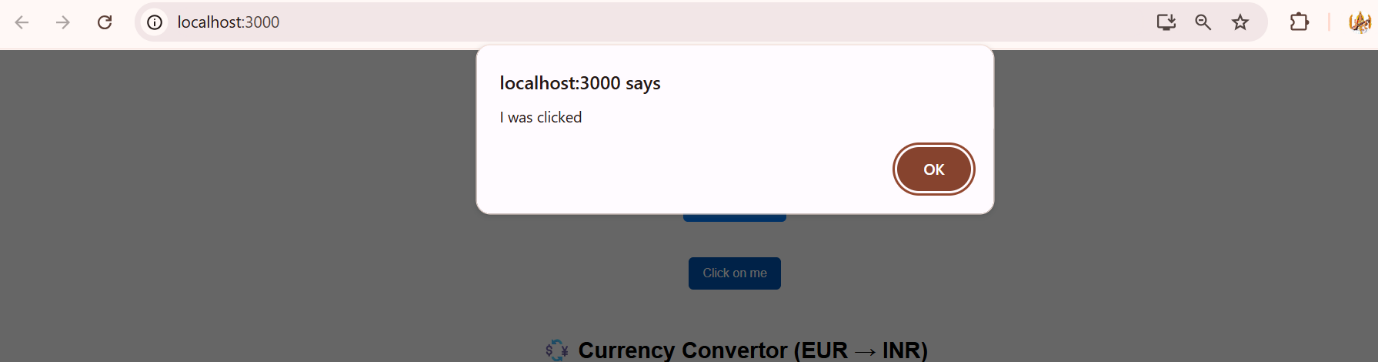 localhost:3000
localhost:3000 says
I was clicked
OK
Click on me
Currency Convertor (EUR → INR)